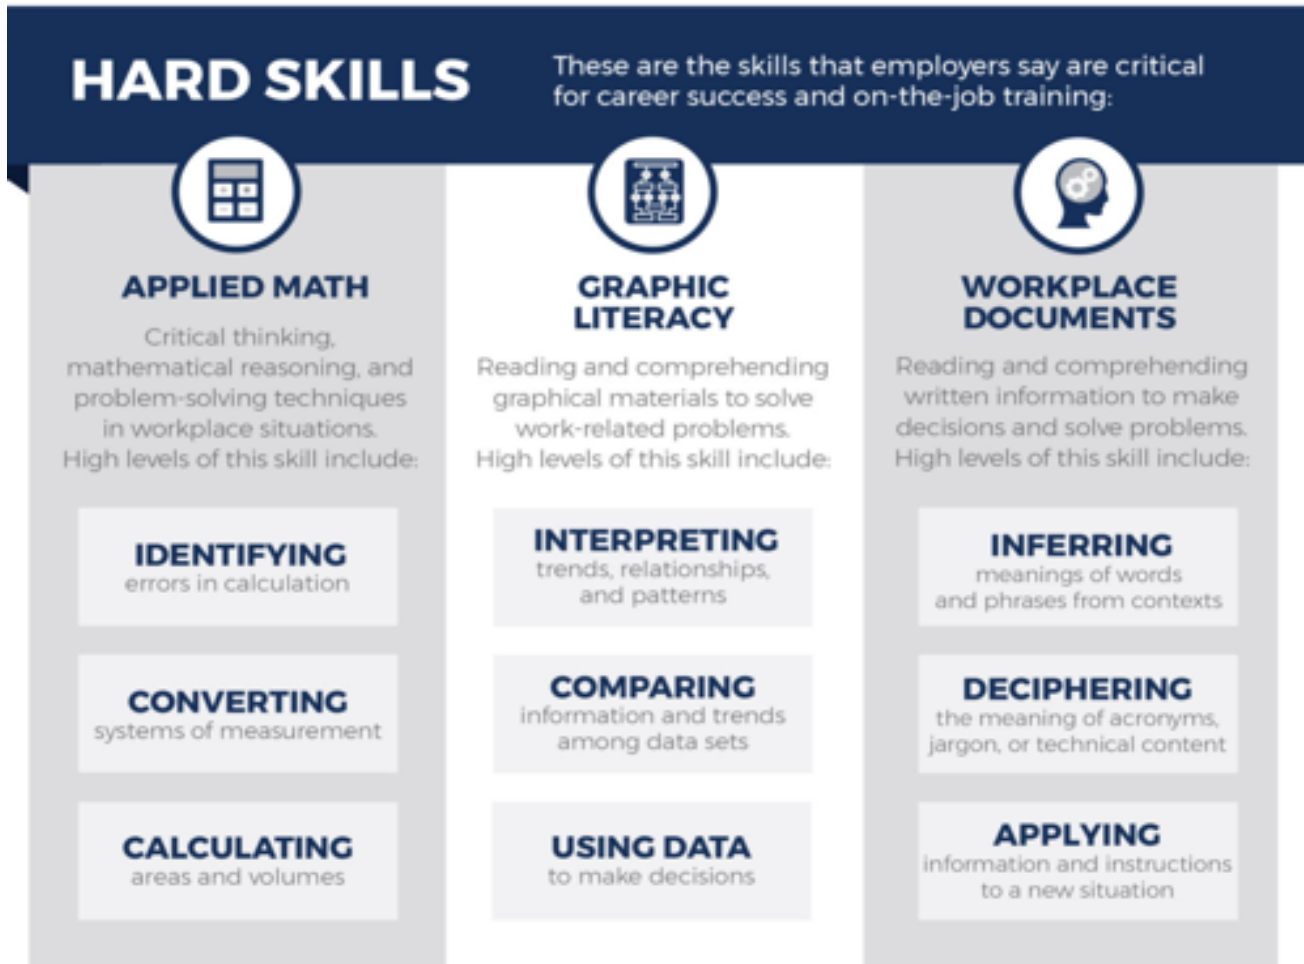 HARD SKILLS
These are the skills that employers say are critical
for career success and on-the-job training:
APPLIED MATH
Critical thinking,
mathematical reasoning, and
problem-solving techniques
in workplace situations.
High levels of this skill include:
IDENTIFYING
errors in calculation
CONVERTING
systems of measurement
CALCULATING
areas and volumes
GRAPHIC
LITERACY
Reading and comprehending
graphical materials to solve
work-related problems.
High levels of this skill include:
INTERPRETING
trends, relationships,
and patterns
COMPARING
information and trends
among data sets
USING DATA
to make decisions
WORKPLACE
DOCUMENTS
Reading and comprehending
written information to make
decisions and solve problems.
High levels of this skill include:
INFERRING
meanings of words
and phrases from contexts
DECIPHERING
the meaning of acronyms,
jargon, or technical content
APPLYING
information and instructions
to a new situation